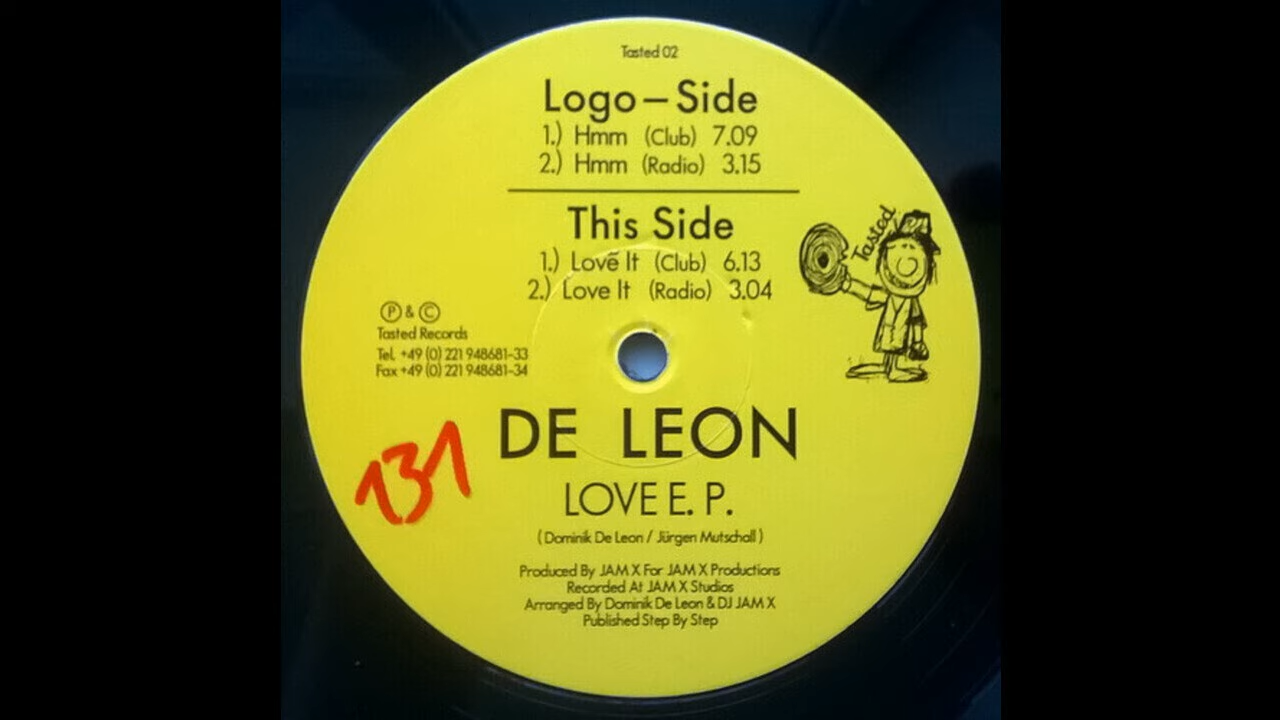 Tasted 02
Logo – Side
1.) Hmm (Club) 7.09
2.) Hmm (Radio) 3.15
This Side
1.) Love It (Club) 6.13
2.) Love It (Radio) 3.04
Tasted
Ⓟ & Ⓒ
Tasted Records
Tel. +49 (0) 221 948681-33
Fax +49 (0) 221 948681-34
131
DE LEON
LOVE E. P.
( Dominik De Leon / Jürgen Mutschall )
Produced By JAM X For JAM X Productions
Recorded At JAM X Studios
Arranged By Dominik De Leon & DJ JAM X
Published Step By Step